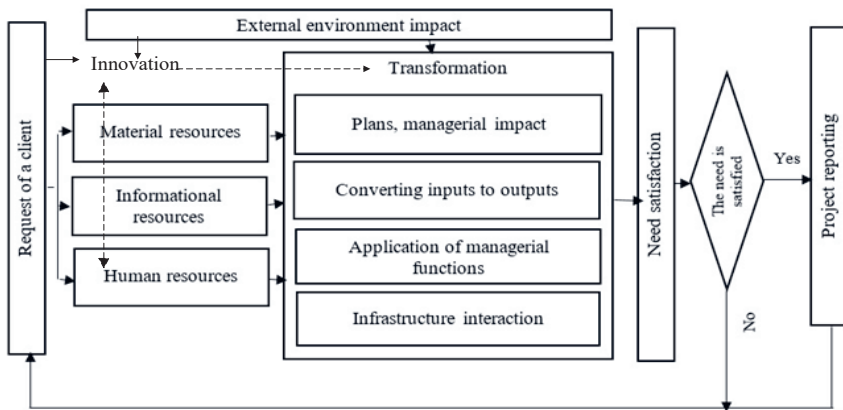 External environment impact
Request of a client
Innovation
Transformation
Material resources
Informational
resources
Human resources
Plans, managerial impact
Converting inputs to outputs
Application of managerial
functions
Infrastructure interaction
Need satisfaction
The need is
satisfied
Yes
No
Project reporting